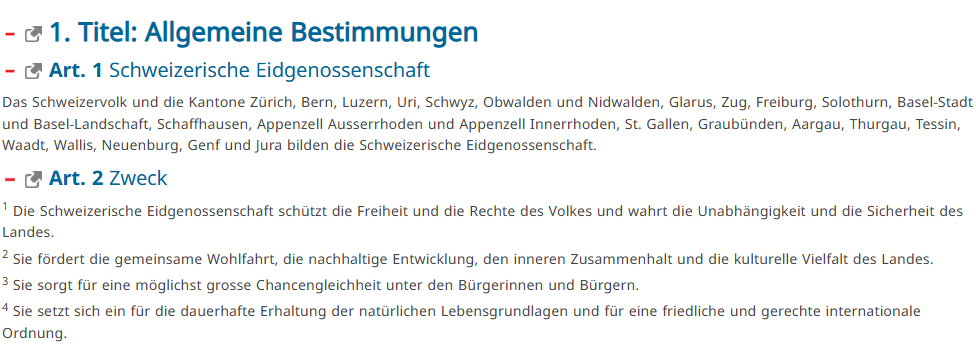 1. Titel: Allgemeine Bestimmungen
Art. 1 Schweizerische Eidgenossenschaft
Das Schweizervolk und die Kantone Zürich, Bern, Luzern, Uri, Schwyz, Obwalden und Nidwalden, Glarus, Zug, Freiburg, Solothurn, Basel-Stadt
und Basel-Landschaft, Schaffhausen, Appenzell Ausserrhoden und Appenzell Innerrhoden, St. Gallen, Graubünden, Aargau, Thurgau, Tessin,
Waadt, Wallis, Neuenburg, Genf und Jura bilden die Schweizerische Eidgenossenschaft.
Art. 2 Zweck
1 Die Schweizerische Eidgenossenschaft schützt die Freiheit und die Rechte des Volkes und wahrt die Unabhängigkeit und die Sicherheit des
Landes.
2 Sie fördert die gemeinsame Wohlfahrt, die nachhaltige Entwicklung, den inneren Zusammenhalt und die kulturelle Vielfalt des Landes.
3 Sie sorgt für eine möglichst grosse Chancengleichheit unter den Bürgerinnen und Bürgern.
4 Sie setzt sich ein für die dauerhafte Erhaltung der natürlichen Lebensgrundlagen und für eine friedliche und gerechte internationale
Ordnung.